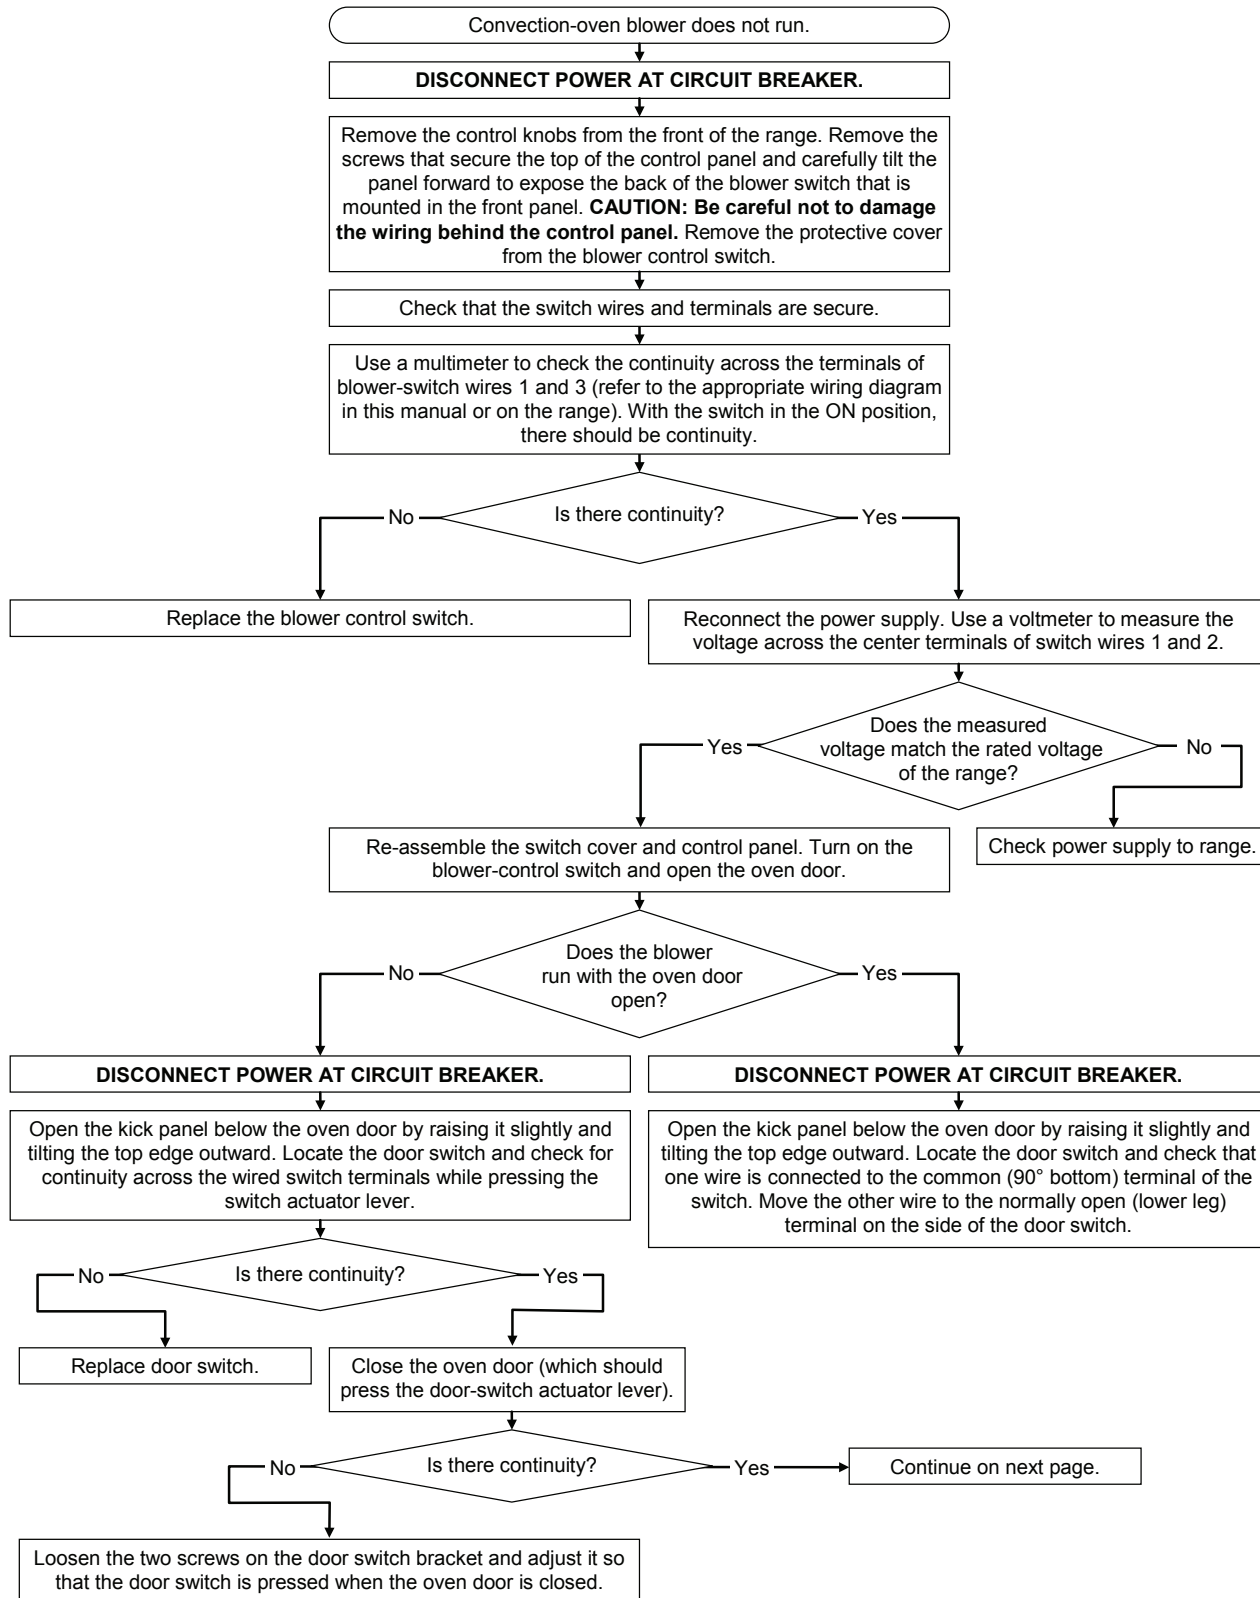 Convection-oven blower does not run.
DISCONNECT POWER AT CIRCUIT BREAKER.
Remove the control knobs from the front of the range. Remove the
screws that secure the top of the control panel and carefully tilt the
panel forward to expose the back of the blower switch that is
mounted in the front panel. CAUTION: Be careful not to damage
the wiring behind the control panel. Remove the protective cover
from the blower control switch.
Check that the switch wires and terminals are secure.
Use a multimeter to check the continuity across the terminals of
blower-switch wires 1 and 3 (refer to the appropriate wiring diagram
in this manual or on the range). With the switch in the ON position,
there should be continuity.
Is there continuity?
No
Yes
Replace the blower control switch.
Reconnect the power supply. Use a voltmeter to measure the
voltage across the center terminals of switch wires 1 and 2.
Does the measured
voltage match the rated voltage
of the range?
Yes
No
Re-assemble the switch cover and control panel. Turn on the
blower-control switch and open the oven door.
Check power supply to range.
Does the blower
run with the oven door
open?
No
Yes
DISCONNECT POWER AT CIRCUIT BREAKER.
Open the kick panel below the oven door by raising it slightly and
tilting the top edge outward. Locate the door switch and check for
continuity across the wired switch terminals while pressing the
switch actuator lever.
DISCONNECT POWER AT CIRCUIT BREAKER.
Open the kick panel below the oven door by raising it slightly and
tilting the top edge outward. Locate the door switch and check that
one wire is connected to the common (90° bottom) terminal of the
switch. Move the other wire to the normally open (lower leg)
terminal on the side of the door switch.
Is there continuity?
No
Yes
Replace door switch.
Close the oven door (which should
press the door-switch actuator lever).
Is there continuity?
No
Yes
Continue on next page.
Loosen the two screws on the door switch bracket and adjust it so
that the door switch is pressed when the oven door is closed.